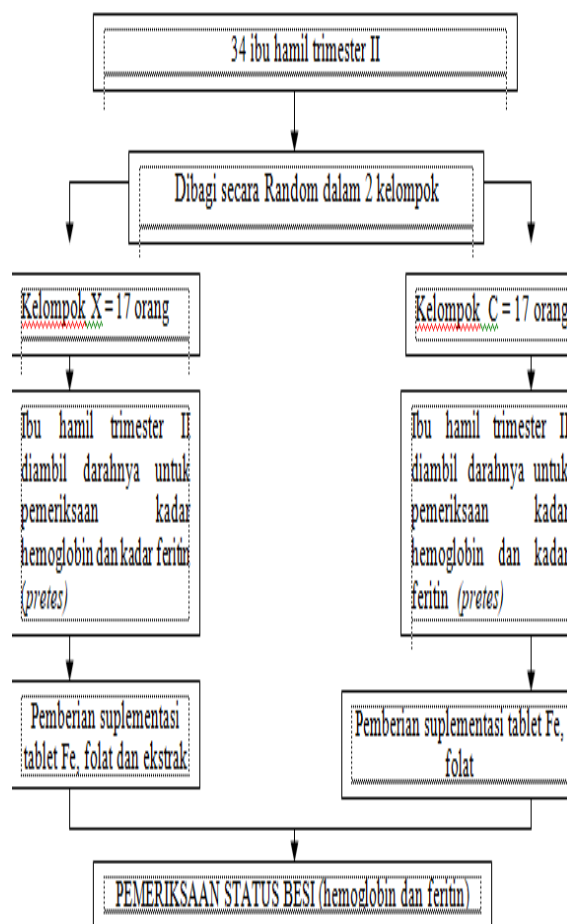 34 ibu hamil trimester II
Dibagi secara Random dalam 2 kelompok
Kelompok X = 17 orang
Kelompok C = 17 orang
Ibu hamil trimester II
diambil darahnya untuk
pemeriksaan kadar
hemoglobin dan kadar feritin
(pretes)
Ibu hamil trimester II
diambil darahnya untuk
pemeriksaan kadar
hemoglobin dan kadar
feritin (pretes)
Pemberian suplementasi
tablet Fe, folat dan ekstrak
Pemberian suplementasi tablet Fe,
folat
PEMERIKSAAN STATUS BESI (hemoglobin dan feritin)